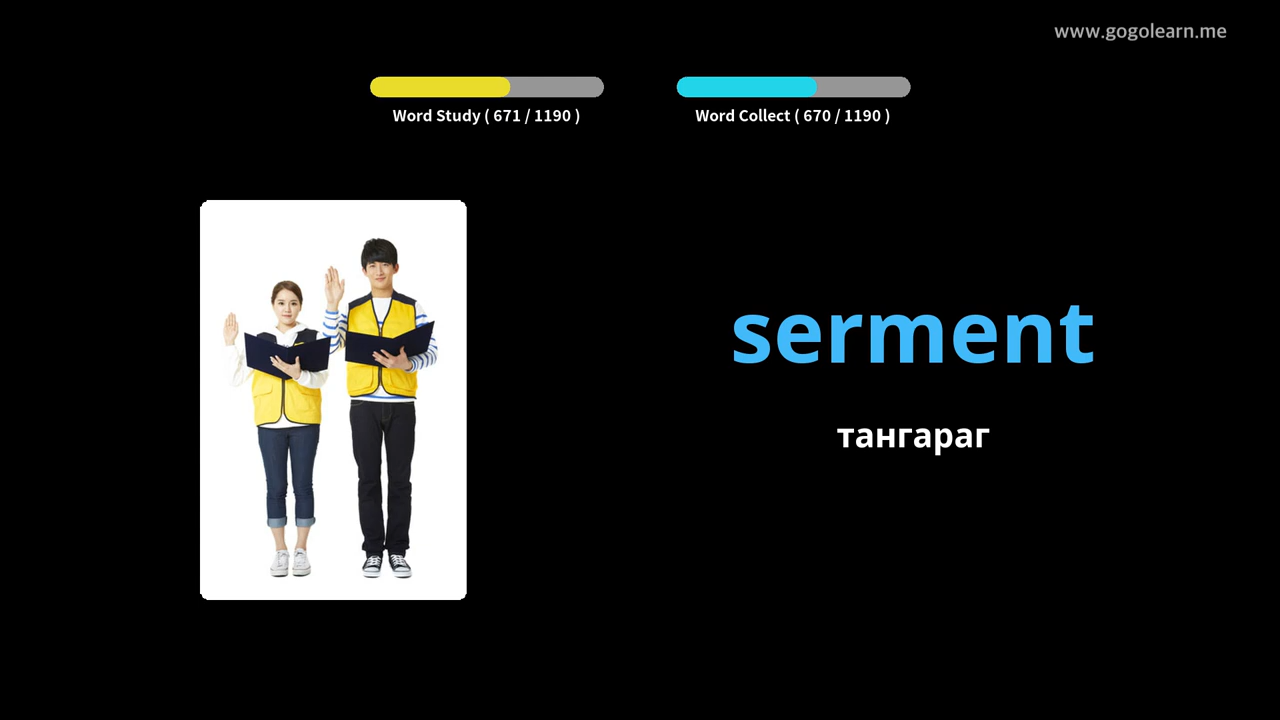 www.gogolearn.me
Word Study ( 671 / 1190 )
Word Collect ( 670 / 1190 )
serment
тангараг